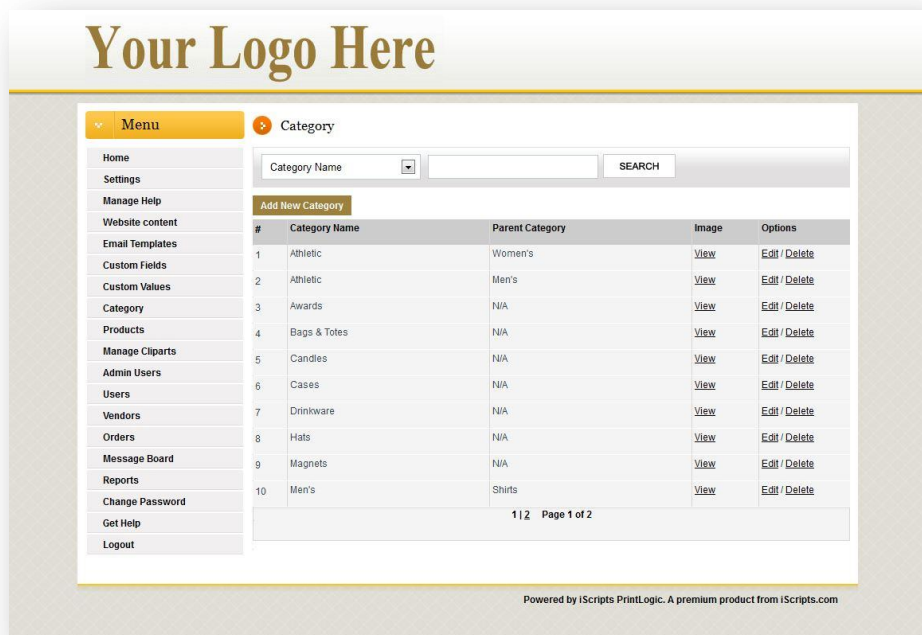 Your Logo Here
Menu
Home
Settings
Manage Help
Website content
Email Templates
Custom Fields
Custom Values
Category
Products
Manage Cliparts
Admin Users
Users
Vendors
Orders
Message Board
Reports
Change Password
Get Help
Logout
Category
Category Name SEARCH
Add New Category
# Category Name Parent Category Image Options
1 Athletic Women's View Edit / Delete
2 Athletic Men's View Edit / Delete
3 Awards N/A View Edit / Delete
4 Bags & Totes N/A View Edit / Delete
5 Candles N/A View Edit / Delete
6 Cases N/A View Edit / Delete
7 Drinkware N/A View Edit / Delete
8 Hats N/A View Edit / Delete
9 Magnets N/A View Edit / Delete
10 Men's Shirts View Edit / Delete
1 | 2 Page 1 of 2
Powered by iScripts PrintLogic. A premium product from iScripts.com